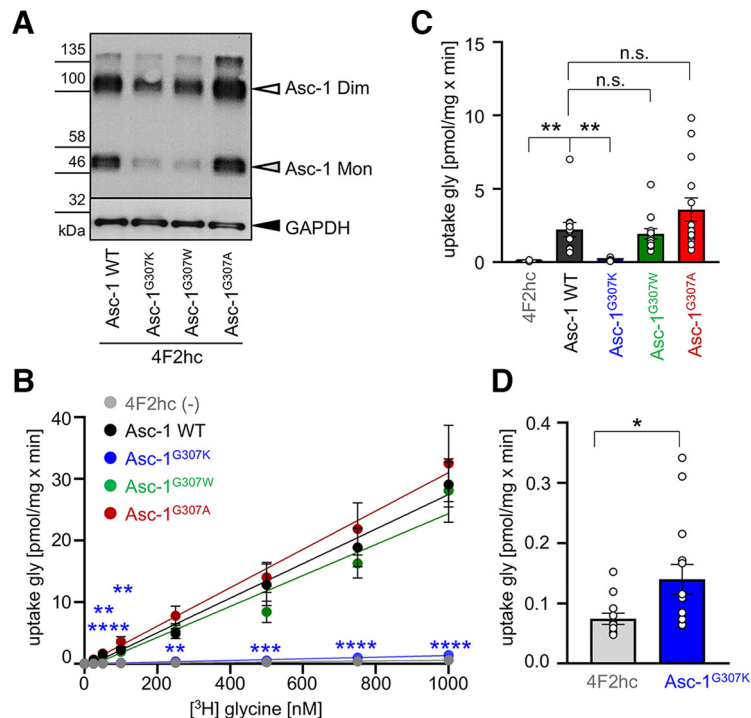 A
135
100
58
46
32
kDa
Asc-1 Dim
Asc-1 Mon
GAPDH
Asc-1 WT
Asc-1G307K
Asc-1G307W
Asc-1G307A
4F2hc
B
uptake gly [pmol/mg x min]
40
30
20
10
0
4F2hc (-)
Asc-1 WT
Asc-1G307K
Asc-1G307W
Asc-1G307A
**
**
****
**
***
****
****
0
200
400
600
800
1000
[3H] glycine [nM]
C
uptake gly [pmol/mg x min]
15
10
5
0
n.s.
n.s.
**
**
4F2hc
Asc-1 WT
Asc-1G307K
Asc-1G307W
Asc-1G307A
D
uptake gly [pmol/mg x min]
0.4
0.3
0.2
0.1
0.0
*
4F2hc
Asc-1G307K